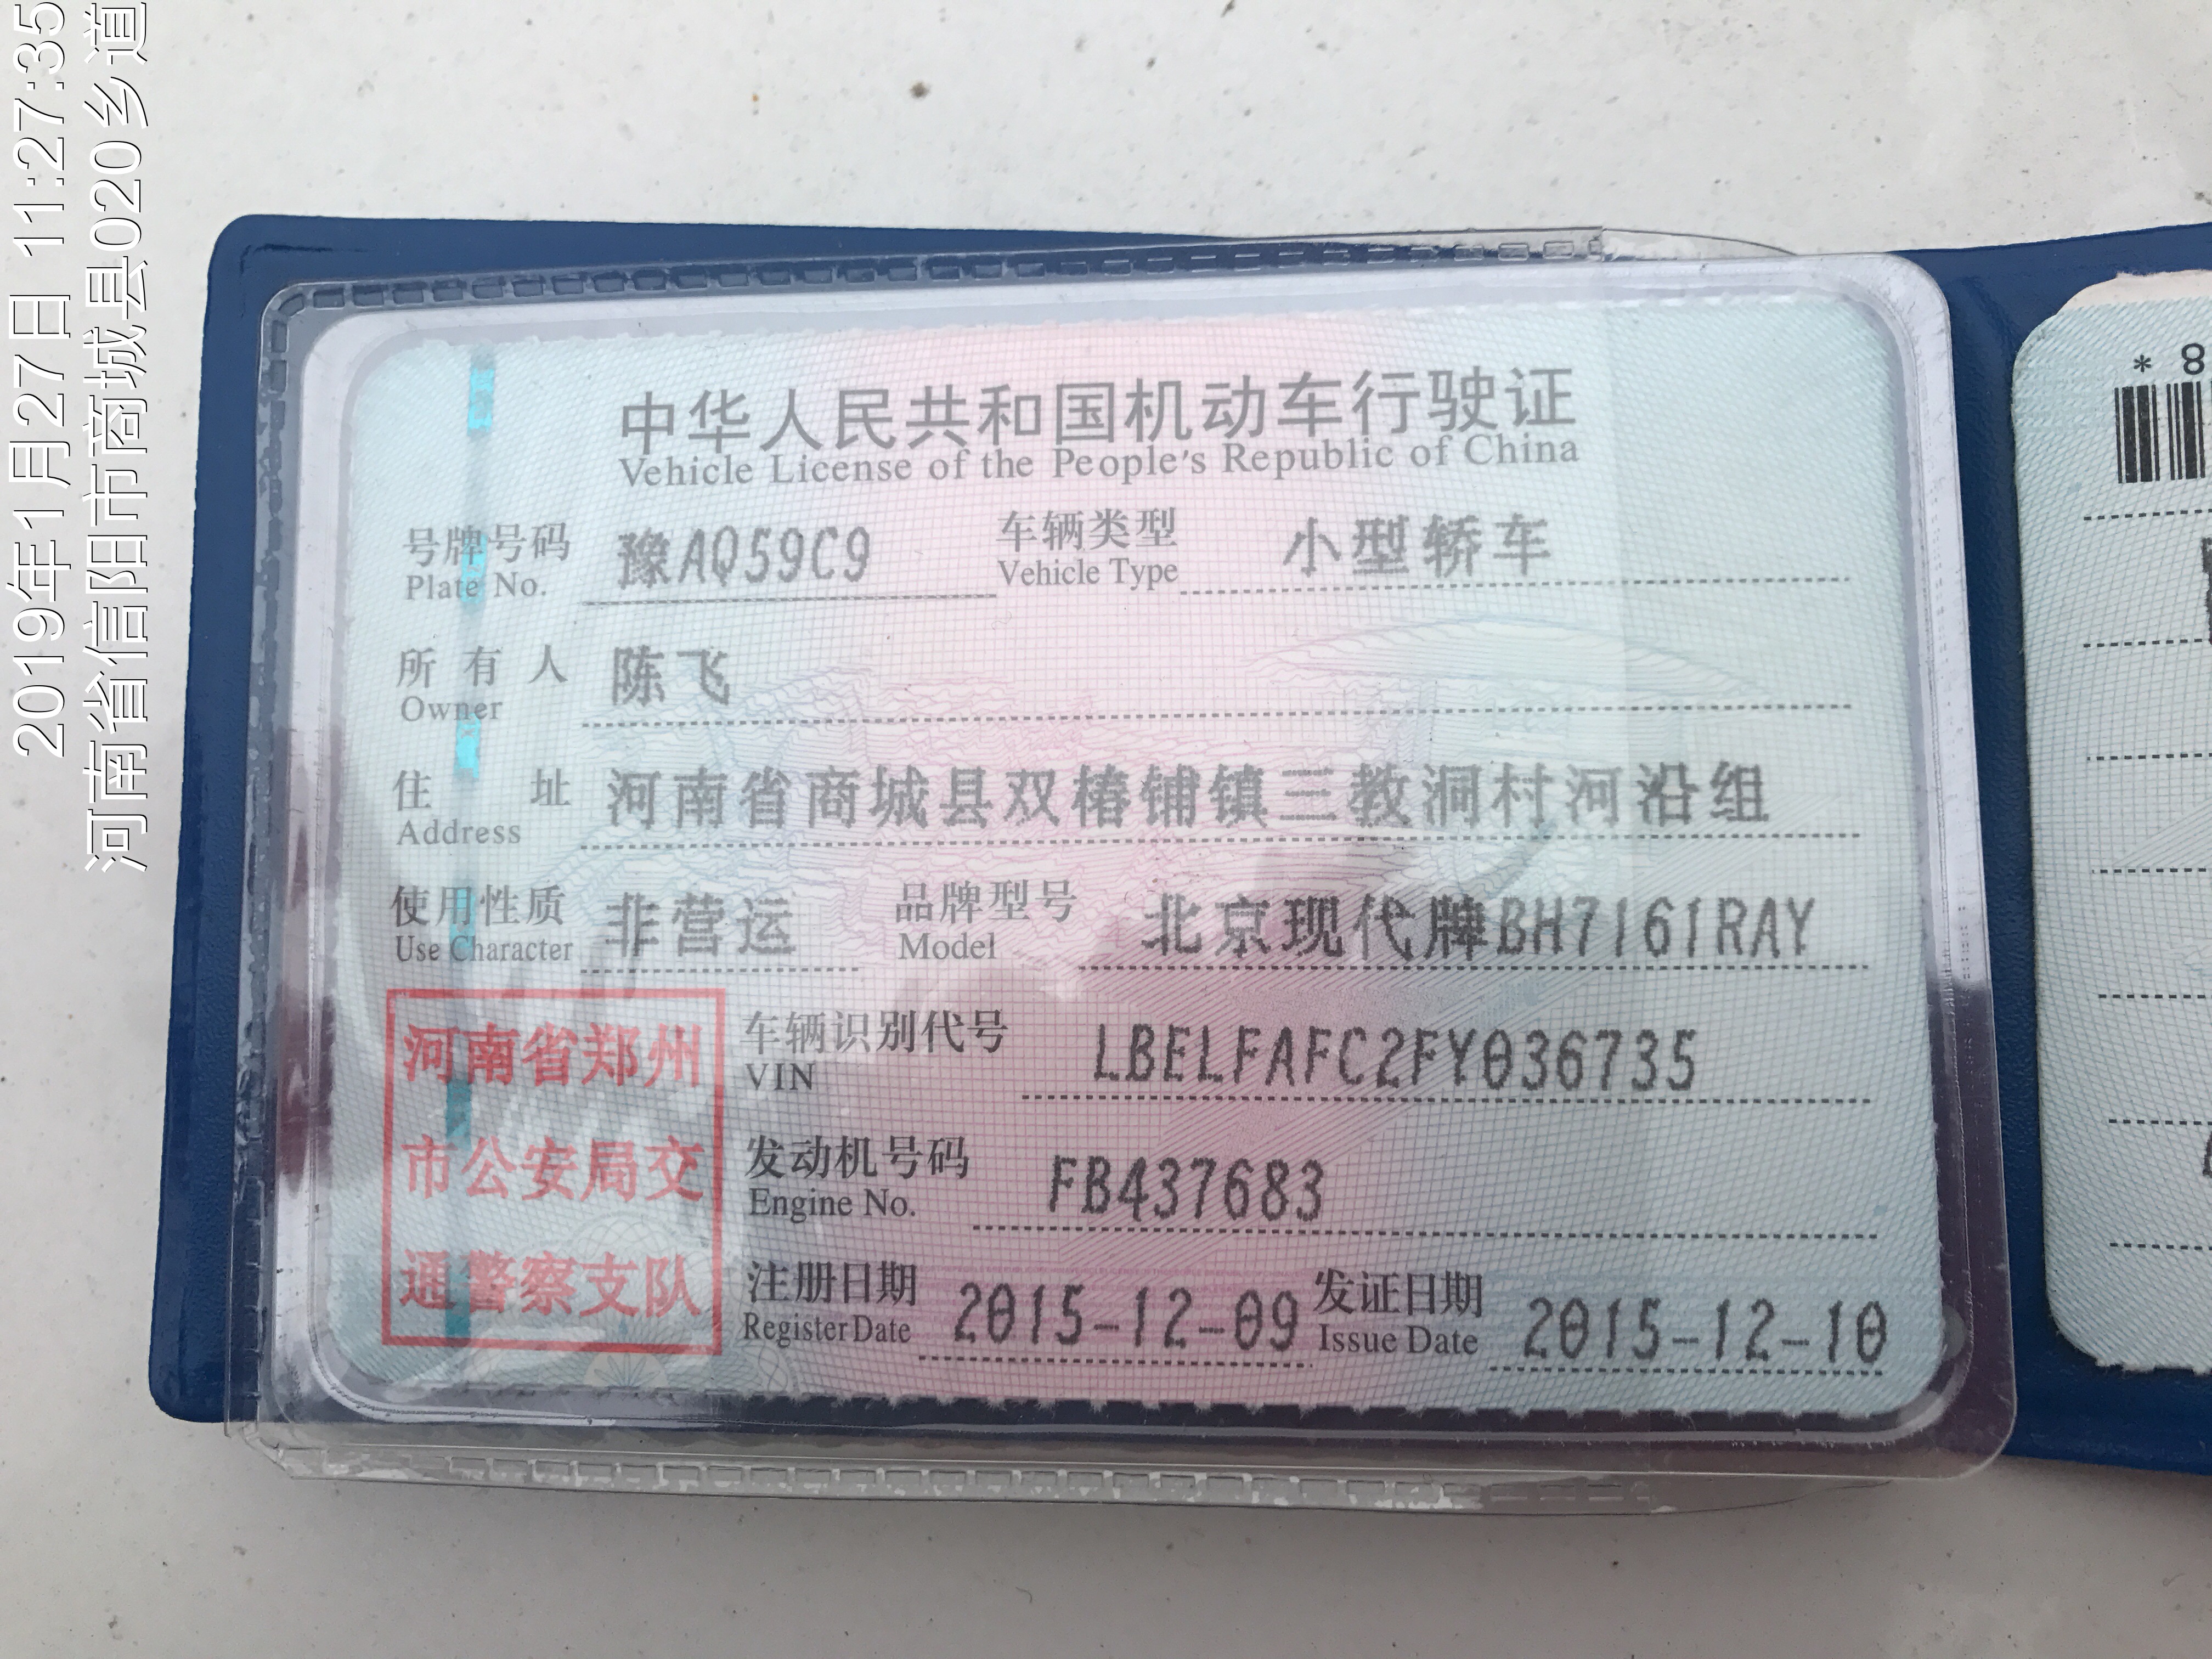 2019年1月27日 11:27:35
河南省信阳市商城县020乡道
中华人民共和国机动车行驶证
Vehicle License of the People's Republic of China
号牌号码 豫AQ59C9 车辆类型 小型轿车
Plate No. Vehicle Type
所有人 陈飞
Owner
住址 河南省商城县双椿铺镇三教洞村河沿组
Address
使用性质 非营运 品牌型号 北京现代牌BH7161RAY
Use Character Model
河南省郑州
市公安局交
通警察支队
车辆识别代号 LBELFAFC2FY036735
VIN
发动机号码 FB437683
Engine No.
注册日期 2015-12-09 发证日期 2015-12-10
Register Date Issue Date
*8